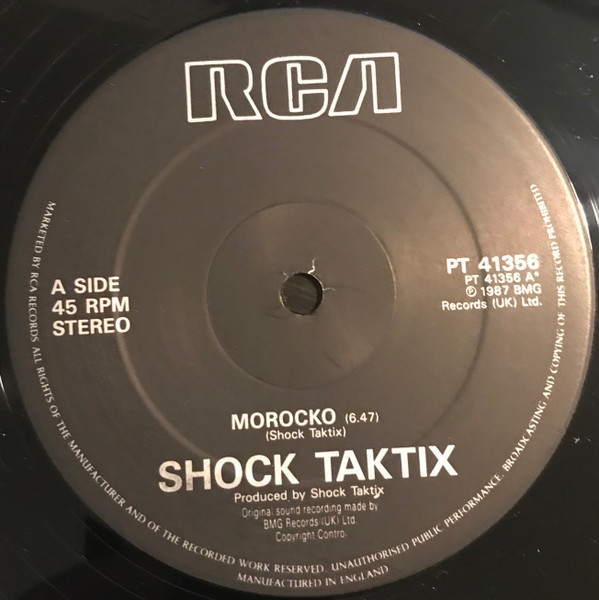 RCA
A SIDE
45 RPM
STEREO
PT 41356
PT 41356 A*
℗ 1987 BMG
Records (UK) Ltd.
MOROCKO (6.47)
(Shock Taktix)
SHOCK TAKTIX
Produced by Shock Taktix
Original sound recording made by
BMG Records (UK) Ltd.
Copyright Contro.
MARKETED BY RCA RECORDS ALL RIGHTS OF THE MANUFACTURER AND OF THE RECORDED WORK RESERVED. UNAUTHORISED PUBLIC PERFORMANCE, BROADCASTING AND COPYING OF THIS RECORD PROHIBITED
MANUFACTURED IN ENGLAND